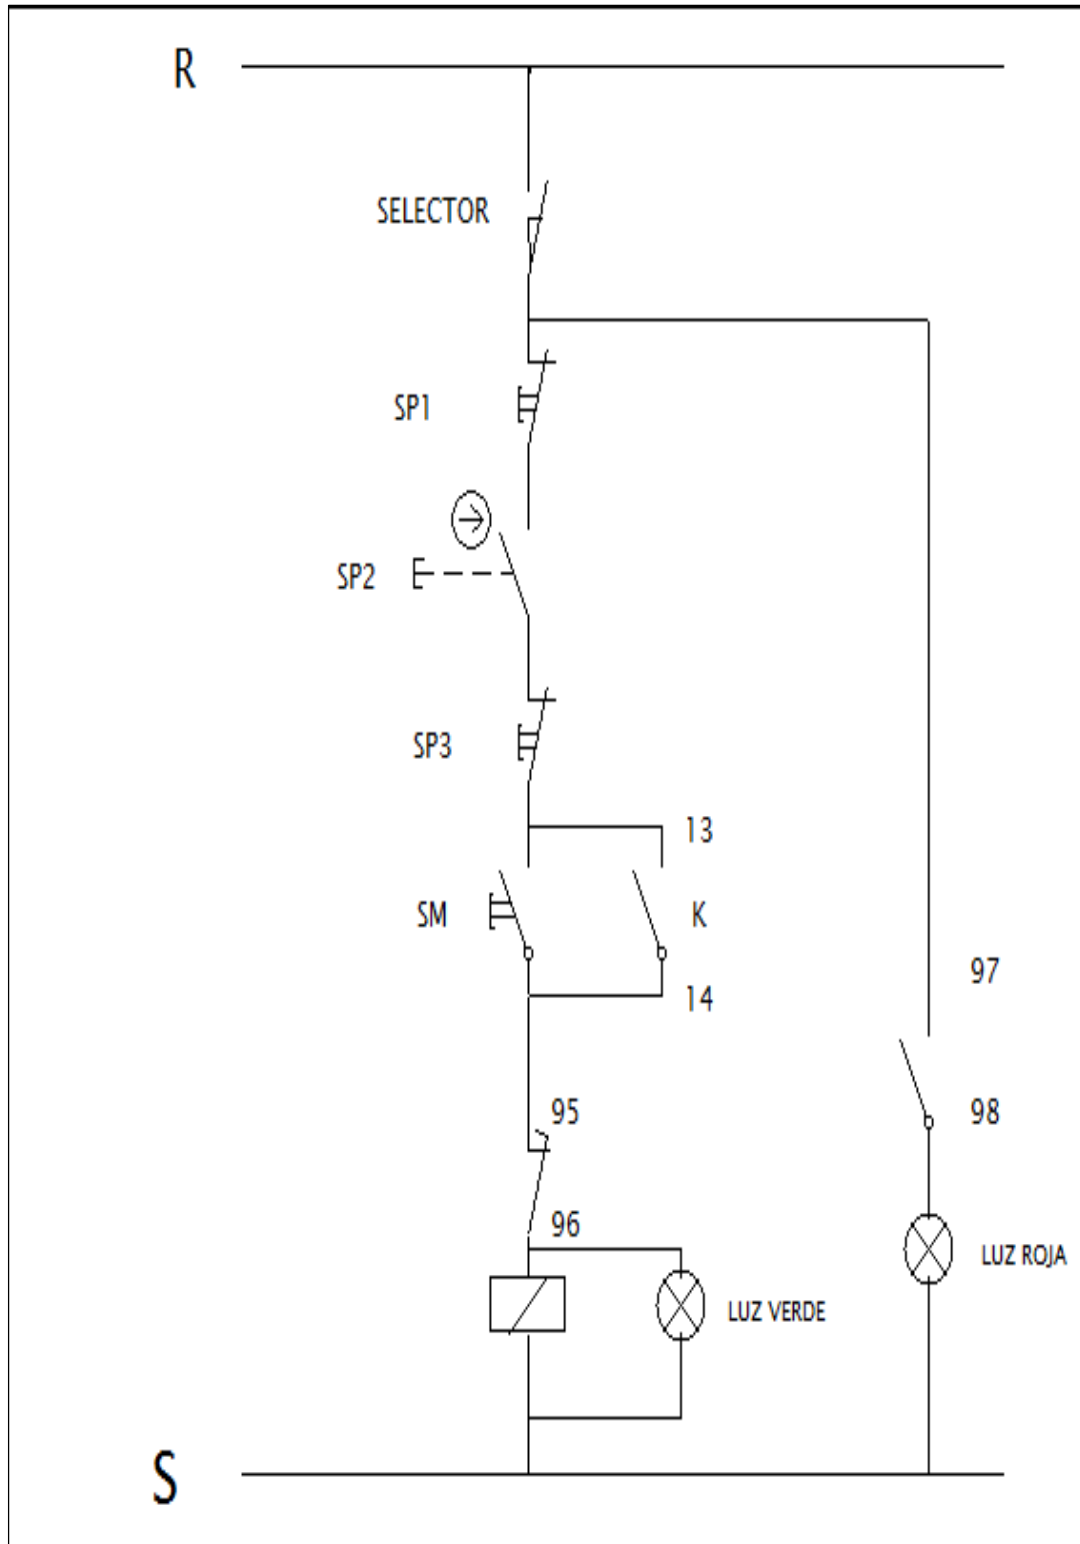 R
SELECTOR
SP1
SP2
SP3
13
SM
K
14
97
98
95
96
LUZ ROJA
LUZ VERDE
S